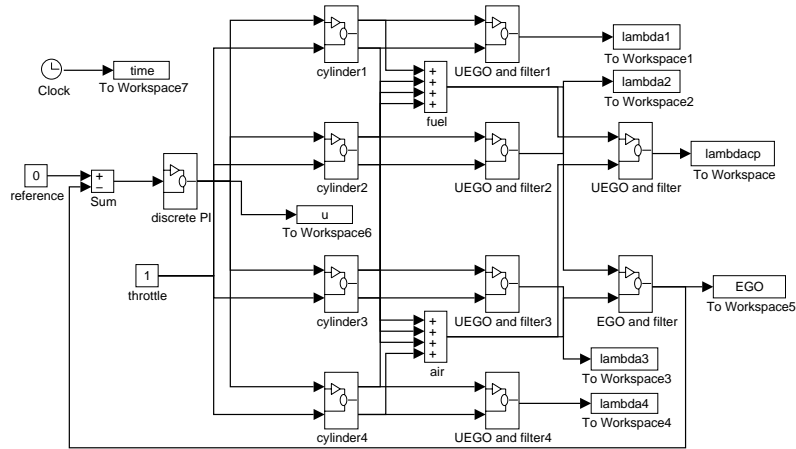 lambda1
cylinder1
UEGO and filter1
To Workspace1
Clock
time
To Workspace7
+
+
+
+
fuel
lambda2
To Workspace2
0
reference
+
−
Sum
discrete PI
cylinder2
UEGO and filter2
UEGO and filter
lambdacp
To Workspace
u
To Workspace6
1
throttle
cylinder3
UEGO and filter3
EGO and filter
EGO
To Workspace5
+
+
+
+
air
lambda3
To Workspace3
cylinder4
UEGO and filter4
lambda4
To Workspace4